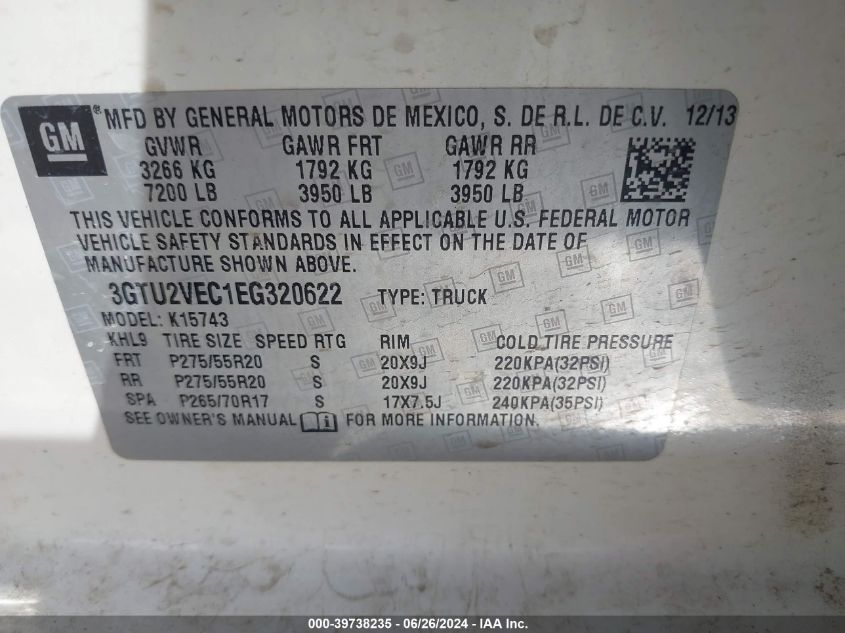 GM ® MFD BY GENERAL MOTORS DE MEXICO, S. DE R.L. DE C.V. 12/13
GVWR GAWR FRT GAWR RR
3266 KG 1792 KG 1792 KG
7200 LB 3950 LB 3950 LB
THIS VEHICLE CONFORMS TO ALL APPLICABLE U.S. FEDERAL MOTOR
VEHICLE SAFETY STANDARDS IN EFFECT ON THE DATE OF
MANUFACTURE SHOWN ABOVE.
3GTU2VEC1EG320622 TYPE: TRUCK
MODEL: K15743
KHL9 TIRE SIZE SPEED RTG RIM COLD TIRE PRESSURE
FRT P275/55R20 S 20X9J 220KPA(32PSI)
RR P275/55R20 S 20X9J 220KPA(32PSI)
SPA P265/70R17 S 17X7.5J 240KPA(35PSI)
SEE OWNER'S MANUAL FOR MORE INFORMATION.
000-39738235 - 06/26/2024 - IAA Inc.